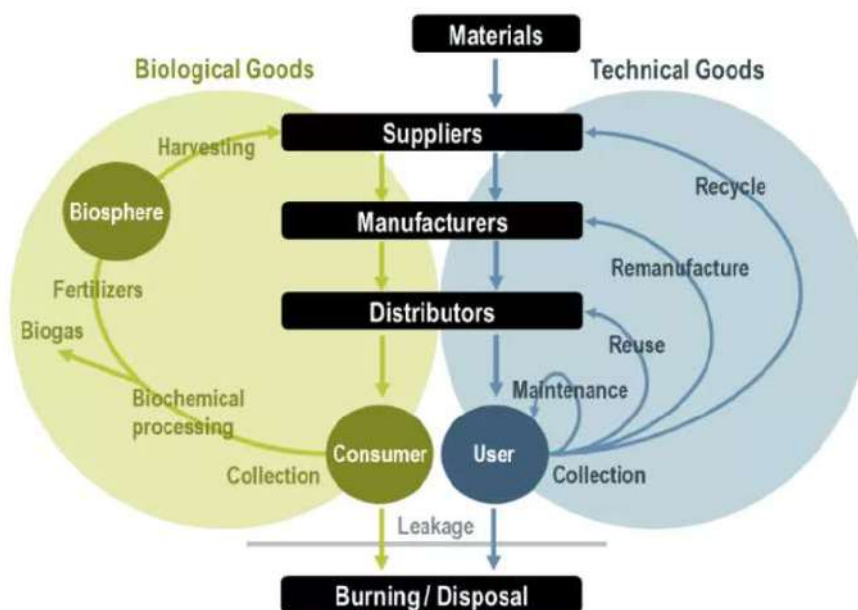 Materials
Biological Goods
Technical Goods
Suppliers
Harvesting
Recycle
Biosphere
Manufacturers
Remanufacture
Fertilizers
Distributors
Biogas
Reuse
Maintenance
Biochemical
processing
Consumer
User
Collection
Collection
Leakage
Burning / Disposal